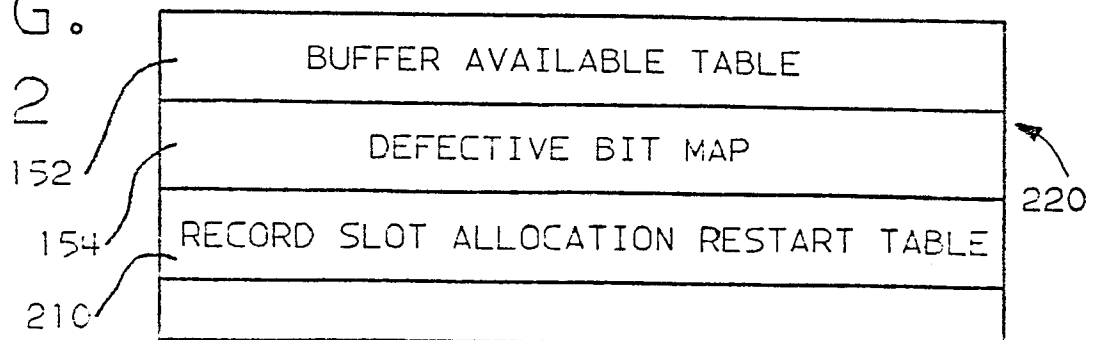 G.
2
BUFFER AVAILABLE TABLE
DEFECTIVE BIT MAP
RECORD SLOT ALLOCATION RESTART TABLE
152
154
210
220